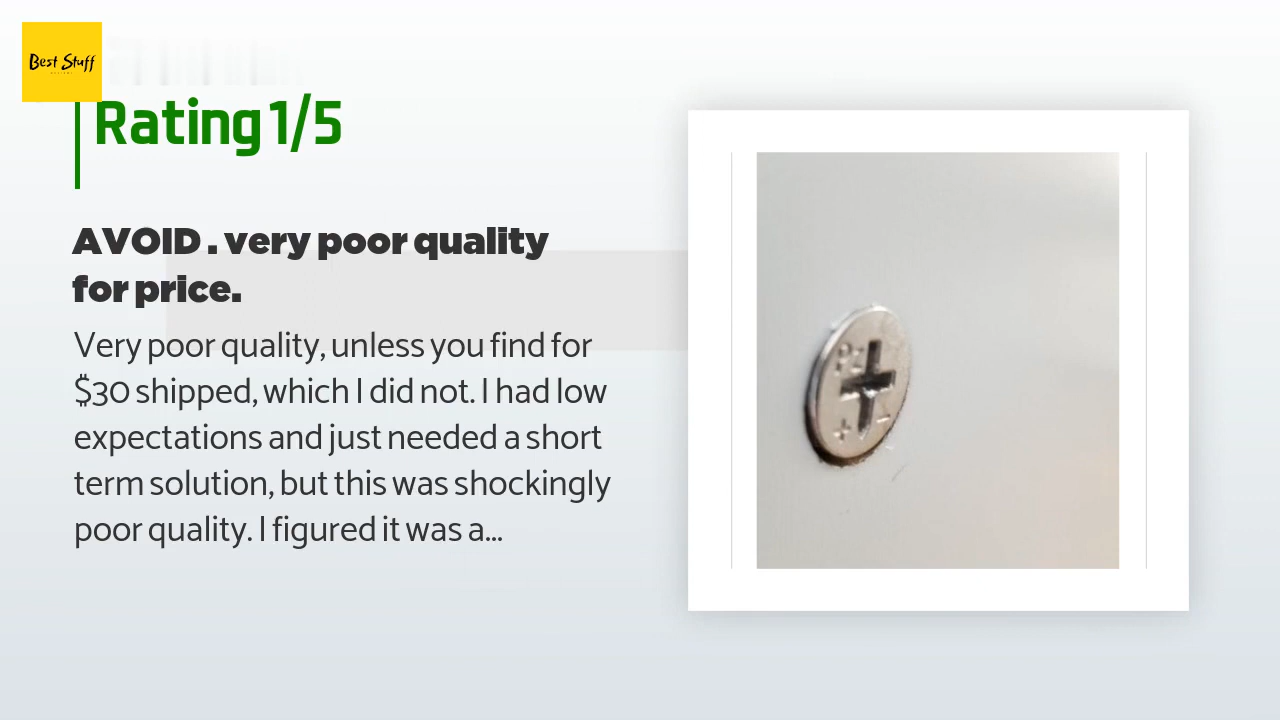 Best Stuff
Rating 1/5
AVOID . very poor quality
for price.
Very poor quality, unless you find for
$30 shipped, which I did not. I had low
expectations and just needed a short
term solution, but this was shockingly
poor quality. I figured it was a...